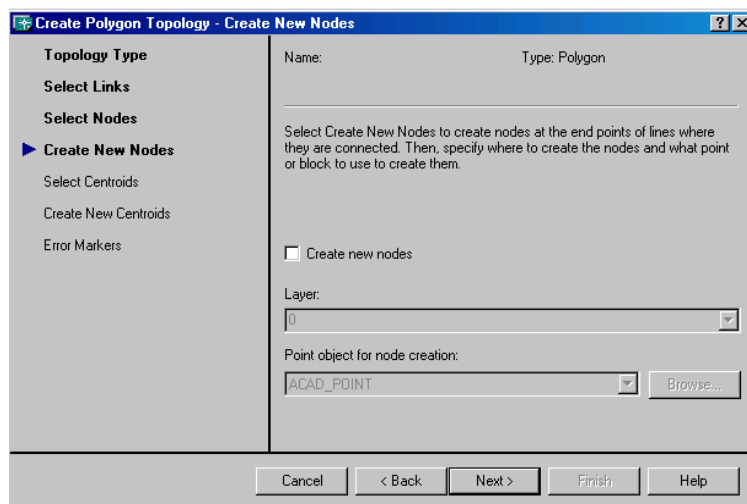 Create Polygon Topology - Create New Nodes
Topology Type
Select Links
Select Nodes
Create New Nodes
Select Centroids
Create New Centroids
Error Markers
Name: Type: Polygon
Select Create New Nodes to create nodes at the end points of lines where
they are connected. Then, specify where to create the nodes and what point
or block to use to create them.
Create new nodes
Layer:
0
Point object for node creation:
ACAD_POINT Browse...
Cancel < Back Next > Finish Help